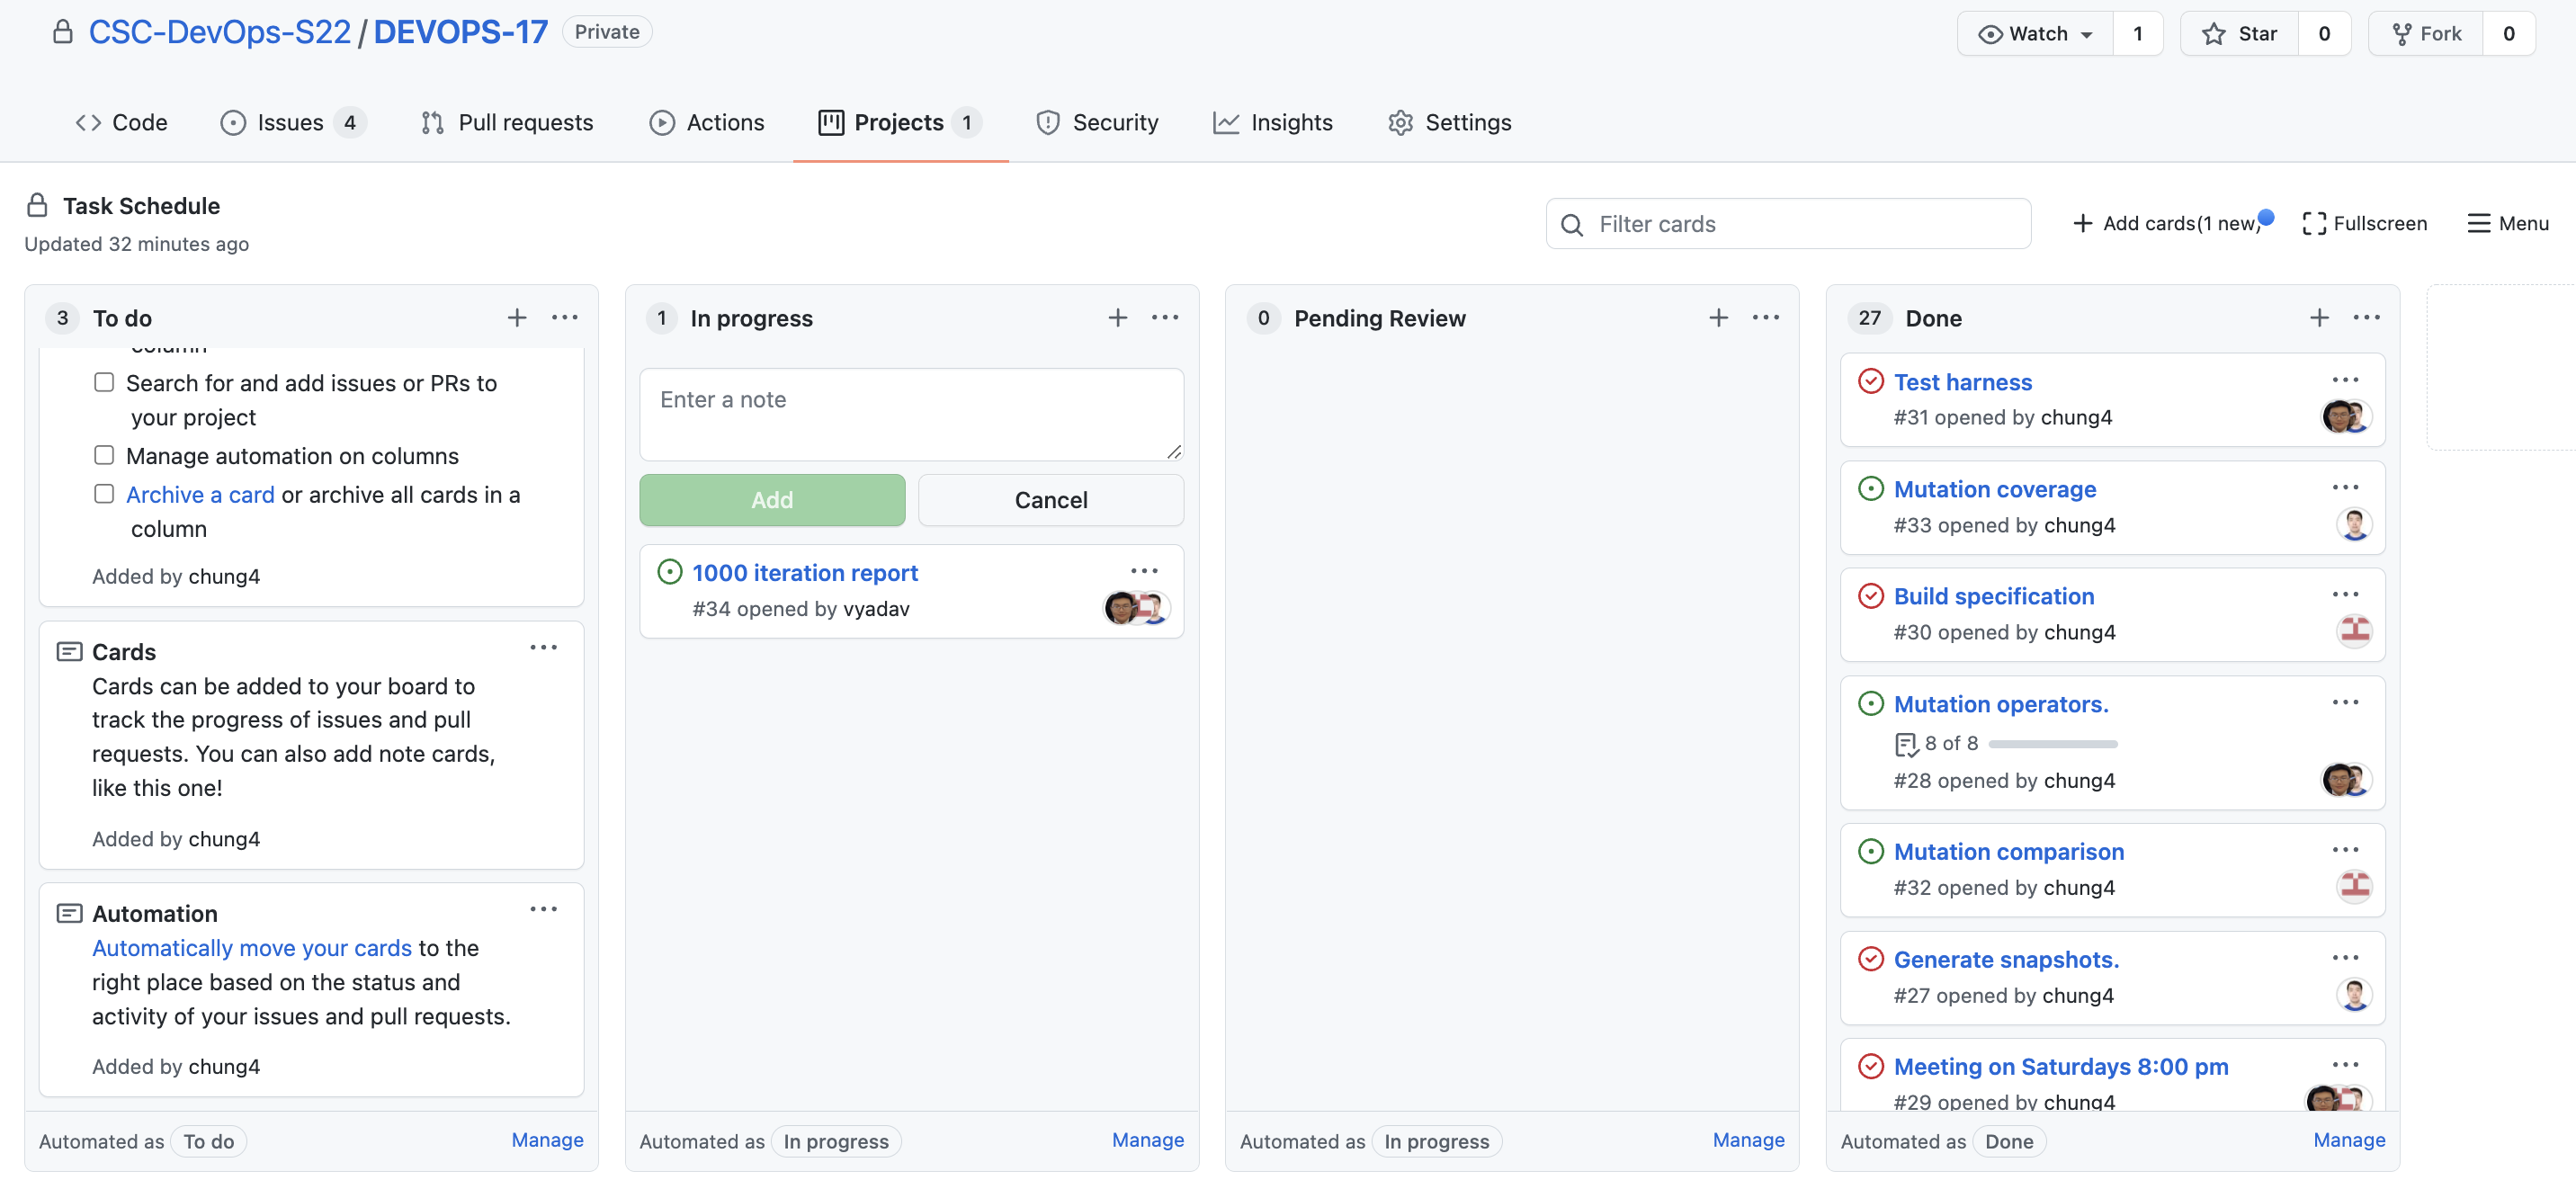 CSC-DevOps-S22 / DEVOPS-17 Private
Watch 1
Star 0
Fork 0
Code
Issues 4
Pull requests
Actions
Projects 1
Security
Insights
Settings
Task Schedule
Updated 32 minutes ago
Filter cards
+ Add cards(1 new)
Fullscreen
Menu
3 To do
column
Search for and add issues or PRs to
your project
Manage automation on columns
Archive a card or archive all cards in a
column
Added by chung4
Cards
Cards can be added to your board to
track the progress of issues and pull
requests. You can also add note cards,
like this one!
Added by chung4
Automation
Automatically move your cards to the
right place based on the status and
activity of your issues and pull requests.
Added by chung4
Automated as To do
Manage
1 In progress
Enter a note
Add
Cancel
1000 iteration report
#34 opened by vyadav
Automated as In progress
Manage
0 Pending Review
Automated as In progress
Manage
27 Done
Test harness
#31 opened by chung4
Mutation coverage
#33 opened by chung4
Build specification
#30 opened by chung4
Mutation operators.
8 of 8
#28 opened by chung4
Mutation comparison
#32 opened by chung4
Generate snapshots.
#27 opened by chung4
Meeting on Saturdays 8:00 pm
#29 opened by chung4
Automated as Done
Manage